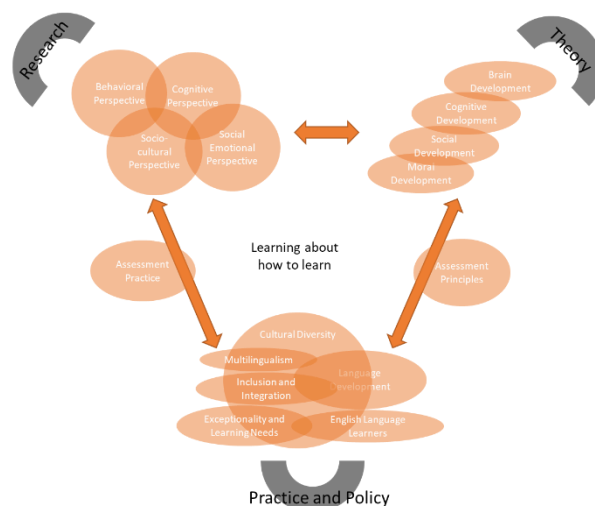 Research
Theory
Behavioral
Perspective
Cognitive
Perspective
Socio-
cultural
Perspective
Social
Emotional
Perspective
Brain
Development
Cognitive
Development
Social
Development
Moral
Development
Assessment
Practice
Learning about
how to learn
Assessment
Principles
Cultural Diversity
Multilingualism
Language
Development
Inclusion and
Integration
Exceptionality and
Learning Needs
English Language
Learners
Practice and Policy